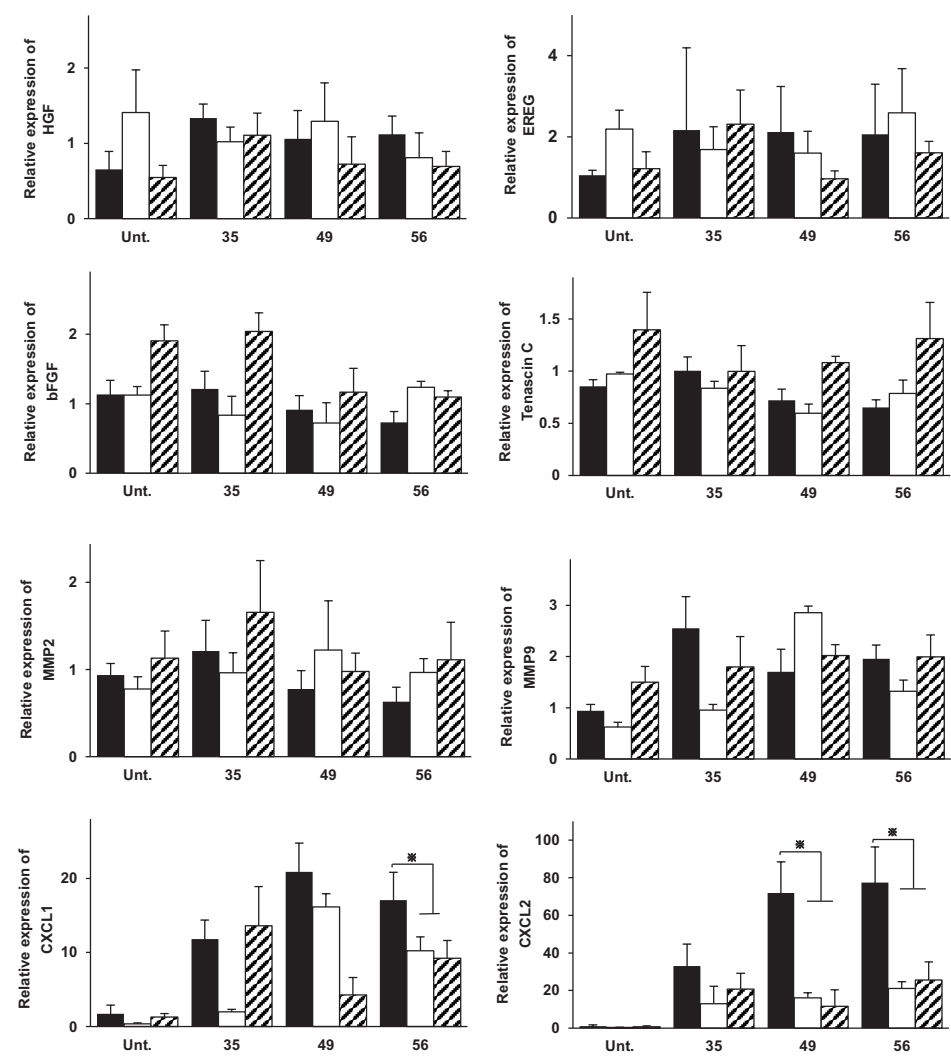 Relative expression of
HGF
2
1
0
Unt.
35
49
56
Relative expression of
EREG
4
2
0
Unt.
35
49
56
Relative expression of
bFGF
2
1
0
Unt.
35
49
56
Relative expression of
Tenascin C
1.5
1
0.5
0
Unt.
35
49
56
Relative expression of
MMP2
2
1
0
Unt.
35
49
56
Relative expression of
MMP9
3
2
1
0
Unt.
35
49
56
Relative expression of
CXCL1
20
10
0
※
Unt.
35
49
56
Relative expression of
CXCL2
100
80
60
40
20
0
※
※
Unt.
35
49
56